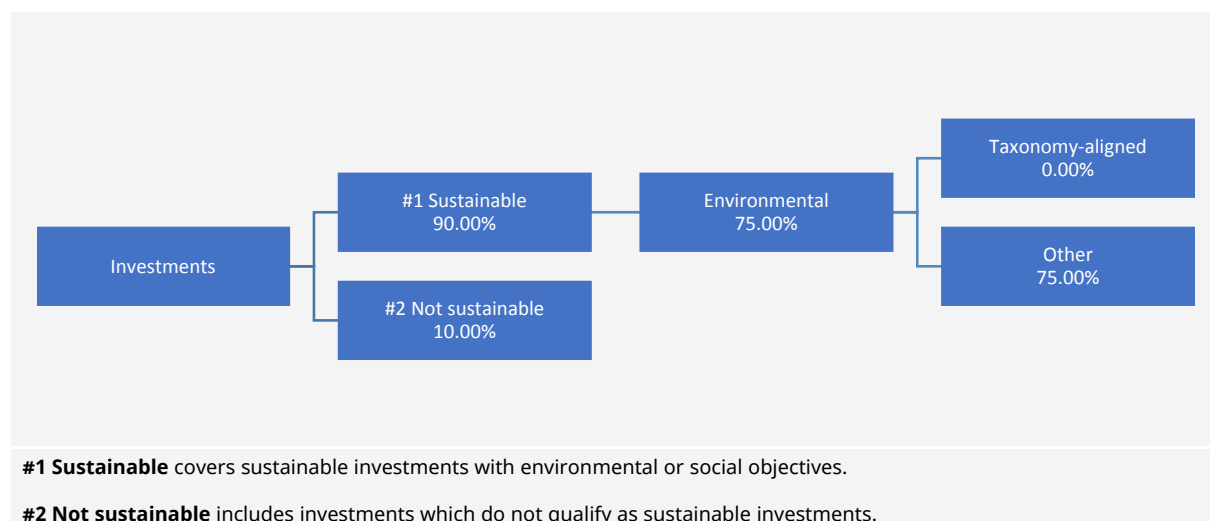 Investments
#1 Sustainable
90.00%
#2 Not sustainable
10.00%
Environmental
75.00%
Taxonomy-aligned
0.00%
Other
75.00%
#1 Sustainable covers sustainable investments with environmental or social objectives.
#2 Not sustainable includes investments which do not qualify as sustainable investments.